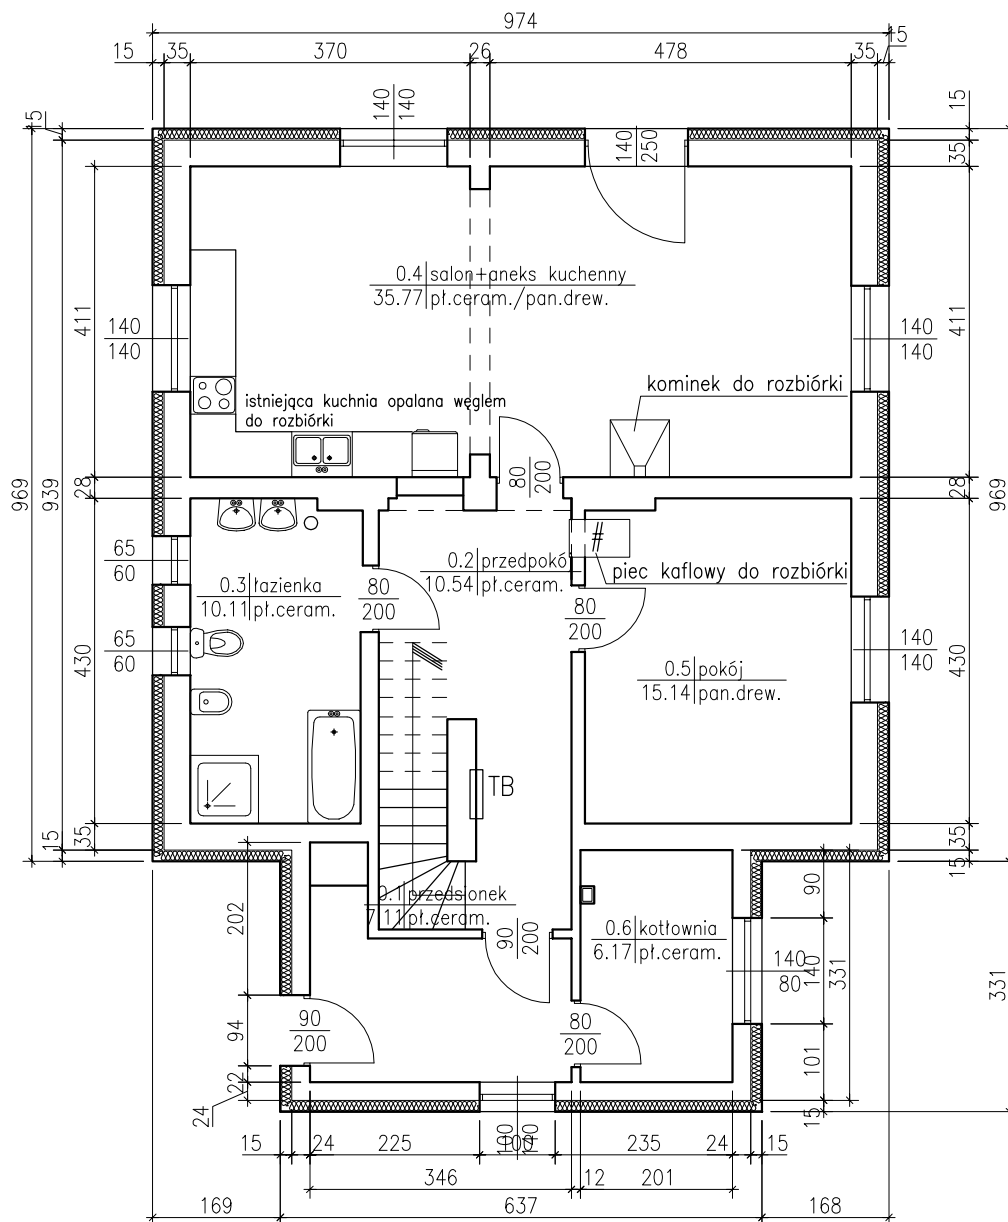 974
15 35 370 26 478 35 5
140
140
140
250
15
35
5
0.4 salon+aneks kuchenny
35.77 pł.ceram./pan.drew.
411
140
140
140
140
411
kominek do rozbiórki
istniejąca kuchnia opalana węglem
do rozbiórki
80
200
969
939
28
28
969
65
60
0.2 przedpokó
10.54 pł.ceram.
piec kaflowy do rozbiórki
0.3 łazienka
10.11 pł.ceram.
80
200
80
200
65
60
430
140
140
430
0.5 pokój
15.14 pan.drew.
TB
15
35
35
15
0.1 przedsionek
7.11 pł.ceram.
90
202
90
200
0.6 kotłownia
6.17 pł.ceram.
140
80
140
331
331
94
90
200
80
200
101
22
24
15
100
140
15 24 225 100 235 24 15
346 12 201
169 637 168